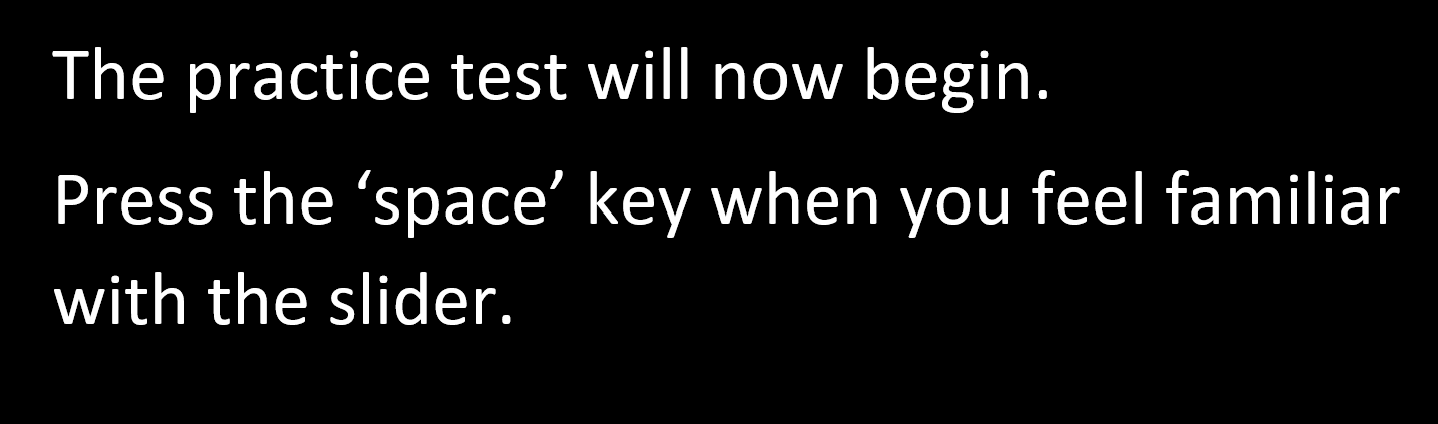 The practice test will now begin.
Press the ‘space’ key when you feel familiar
with the slider.